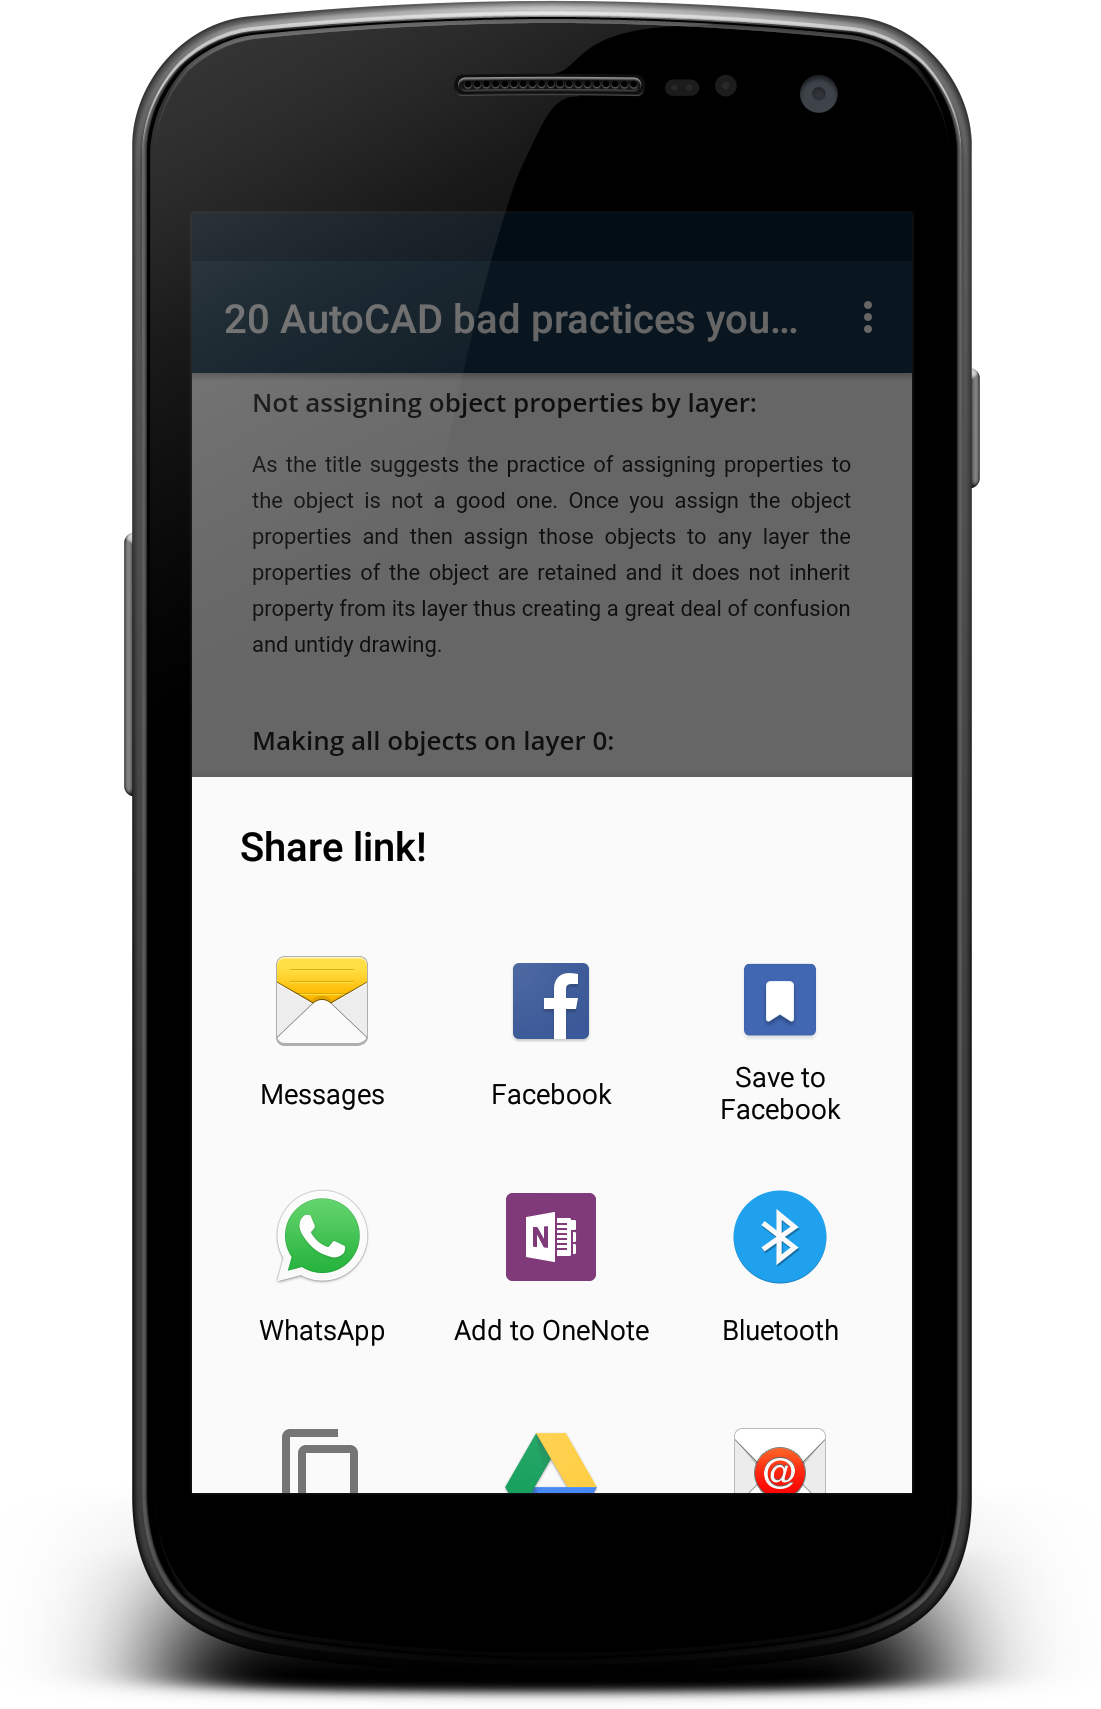 20 AutoCAD bad practices you...
Not assigning object properties by layer:
As the title suggests the practice of assigning properties to
the object is not a good one. Once you assign the object
properties and then assign those objects to any layer the
properties of the object are retained and it does not inherit
property from its layer thus creating a great deal of confusion
and untidy drawing.
Making all objects on layer 0:
Share link!
Messages
Facebook
Save to
Facebook
WhatsApp
N
Add to OneNote
Bluetooth
@